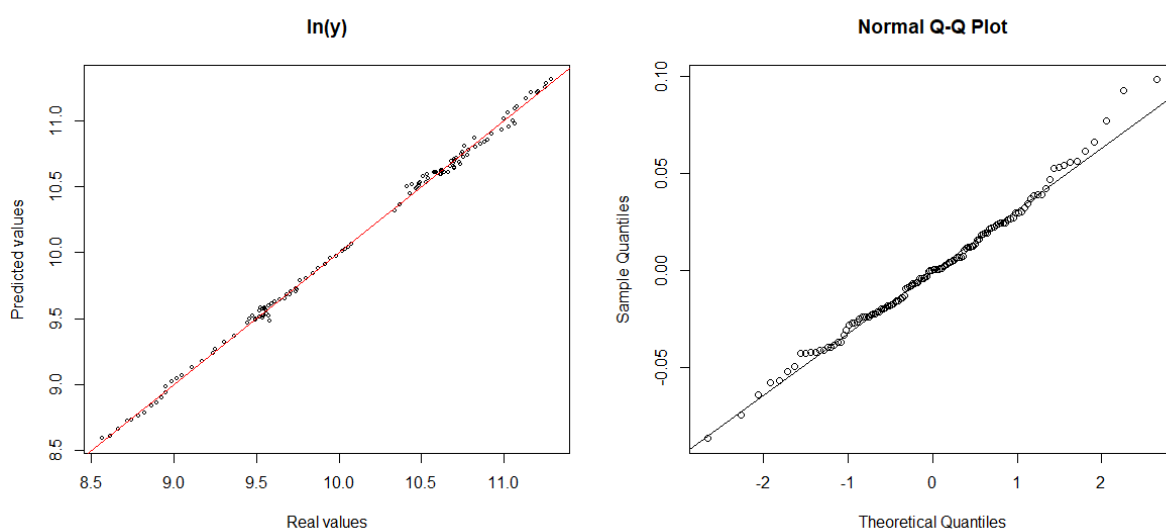 ln(y)
Predicted values
11.0
10.5
10.0
9.5
9.0
8.5
8.5 9.0 9.5 10.0 10.5 11.0
Real values
Normal Q-Q Plot
Sample Quantiles
0.10
0.05
0.00
-0.05
-2 -1 0 1 2
Theoretical Quantiles